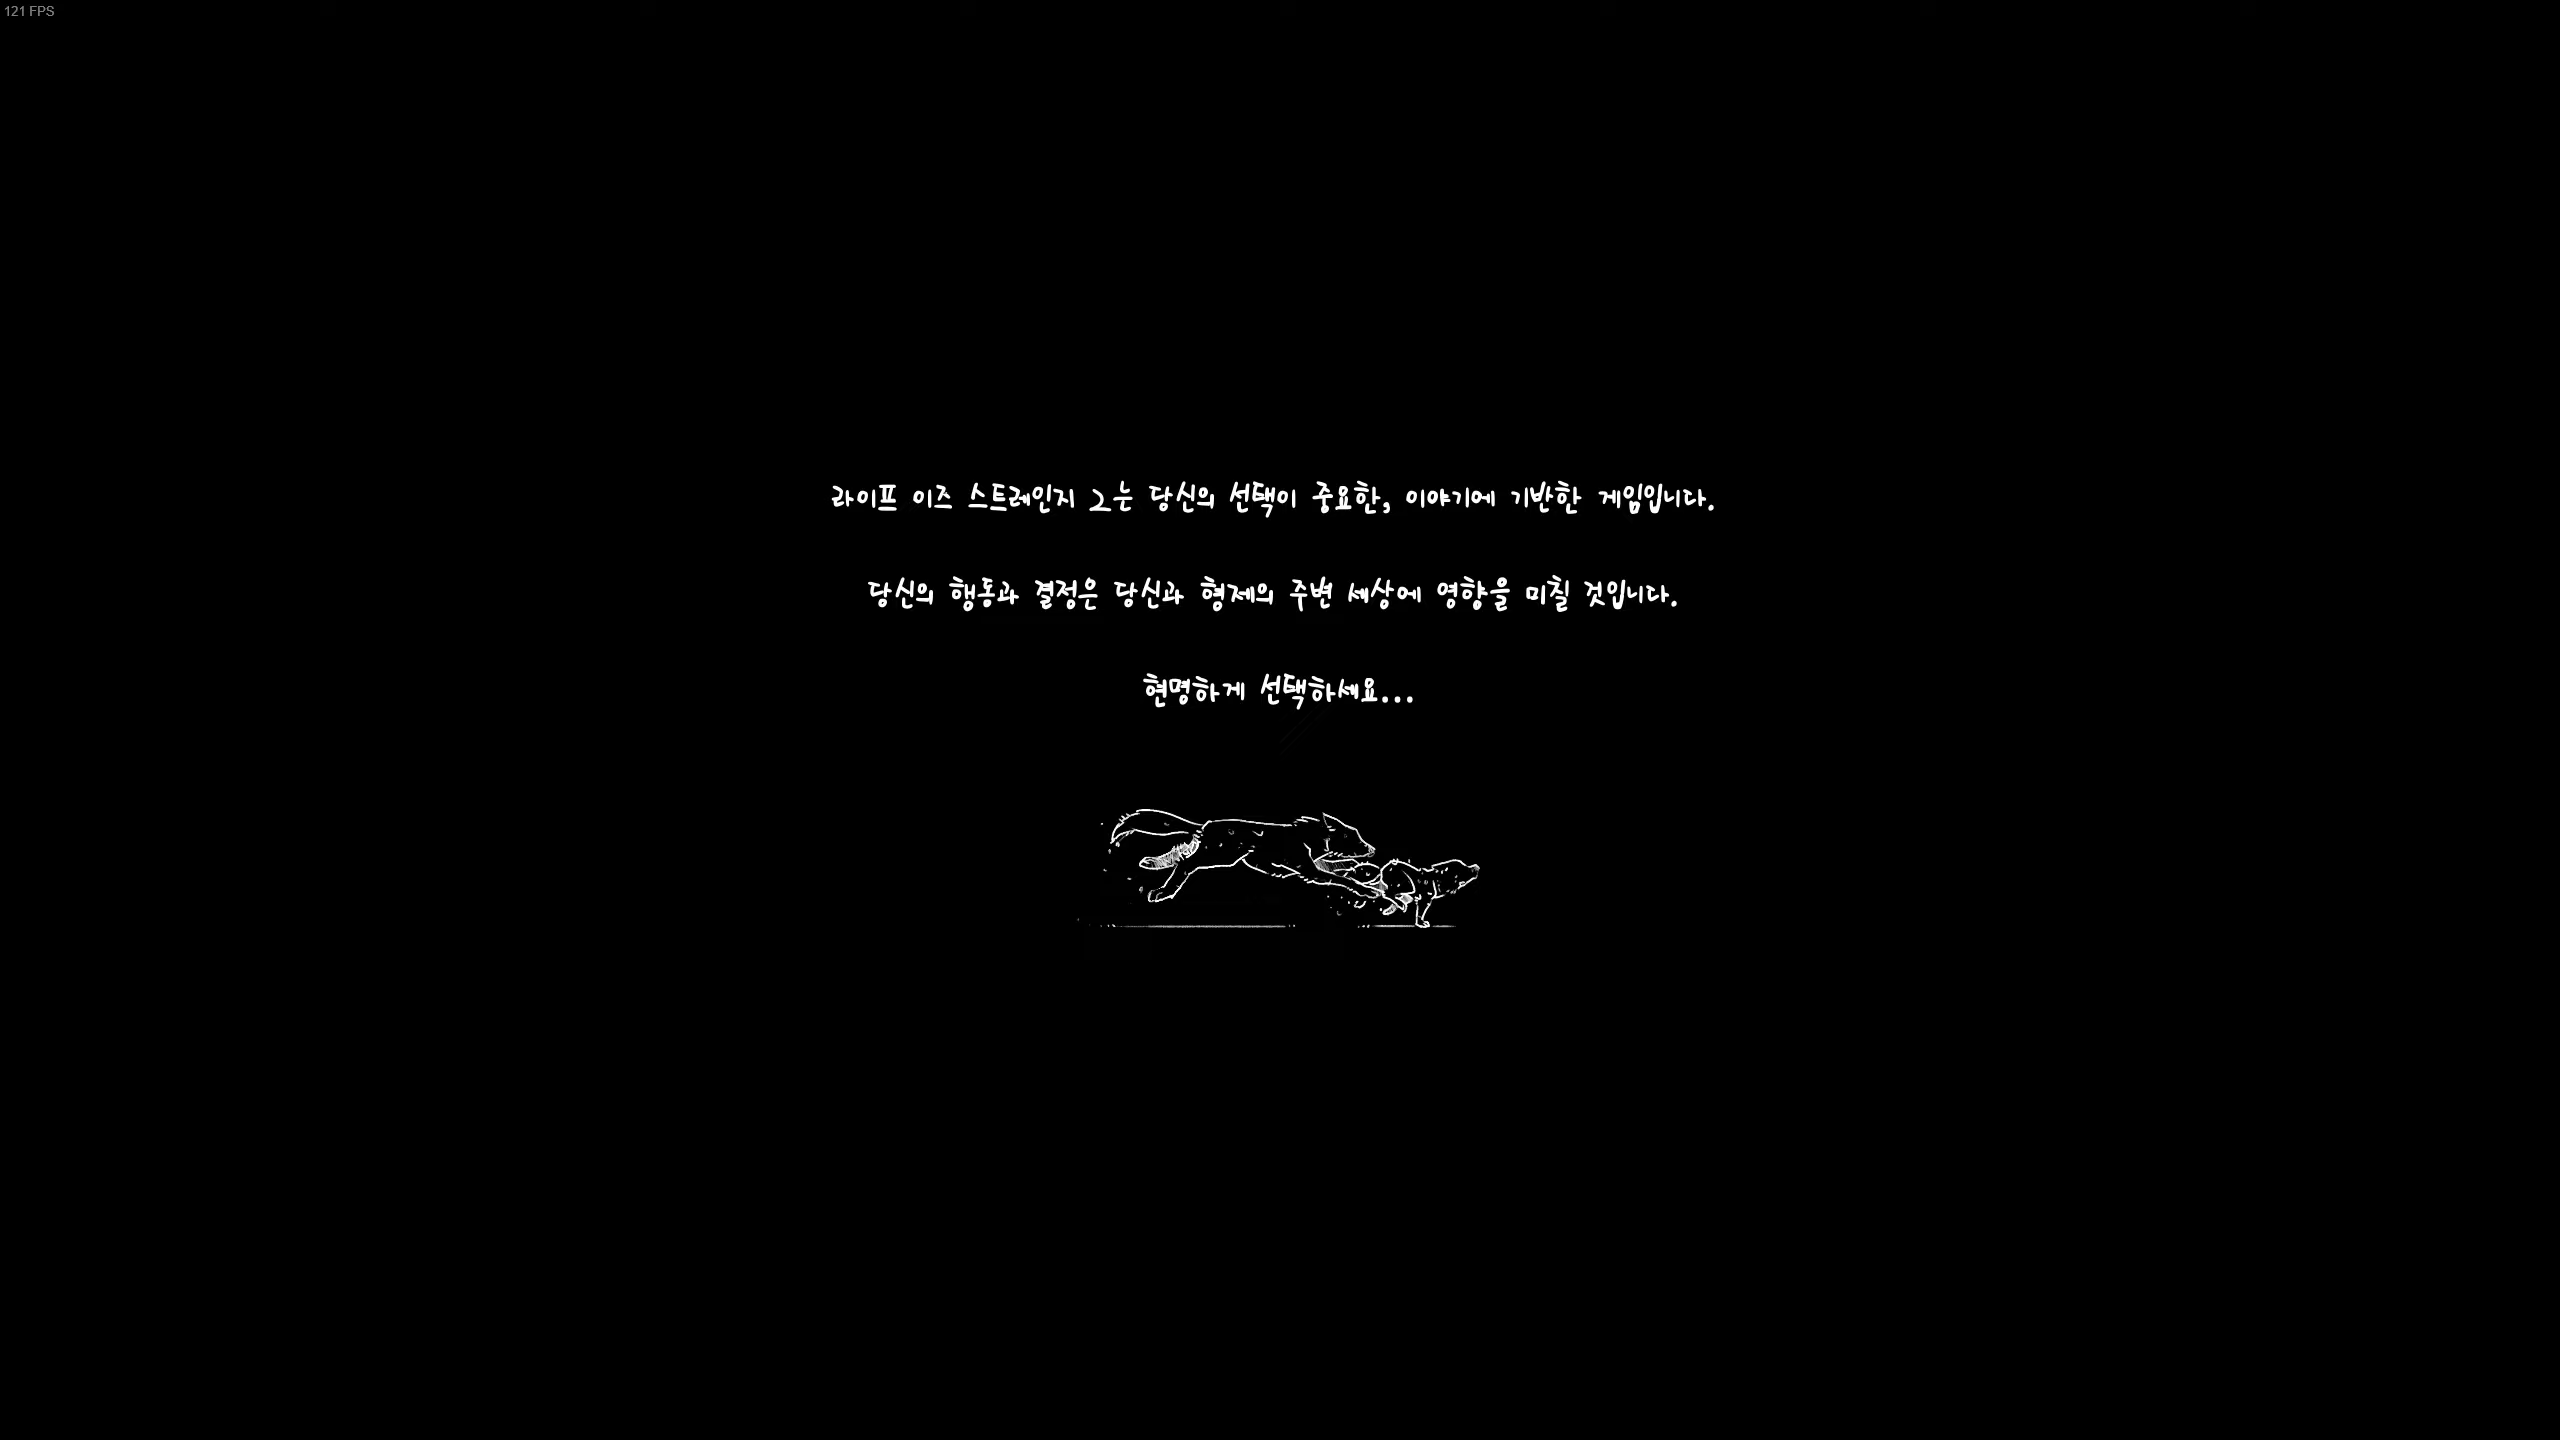 121 FPS
라이프 이즈 스트레인지 2는 당신의 선택이 중요한, 이야기에 기반한 게임입니다.
당신의 행동과 결정은 당신과 형제의 주변 세상에 영향을 미칠 것입니다.
현명하게 선택하세요...